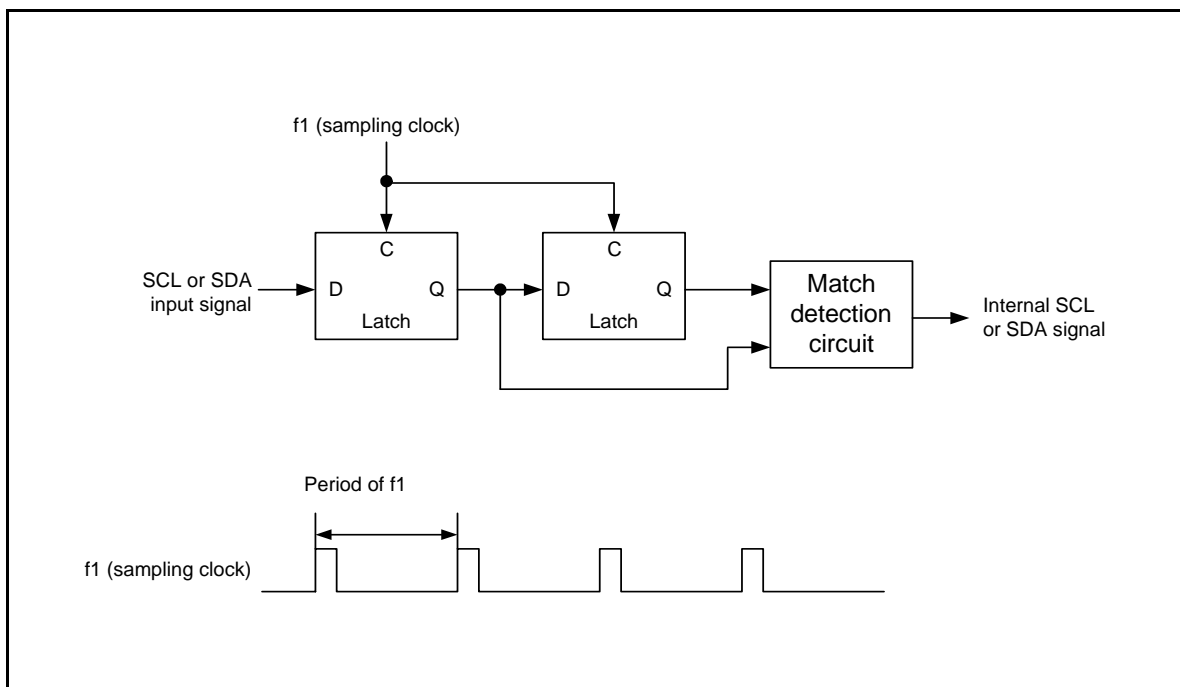 f1 (sampling clock)
C
C
SCL or SDA
input signal
D
Q
Latch
D
Q
Latch
Match
detection
circuit
Internal SCL
or SDA signal
Period of f1
f1 (sampling clock)